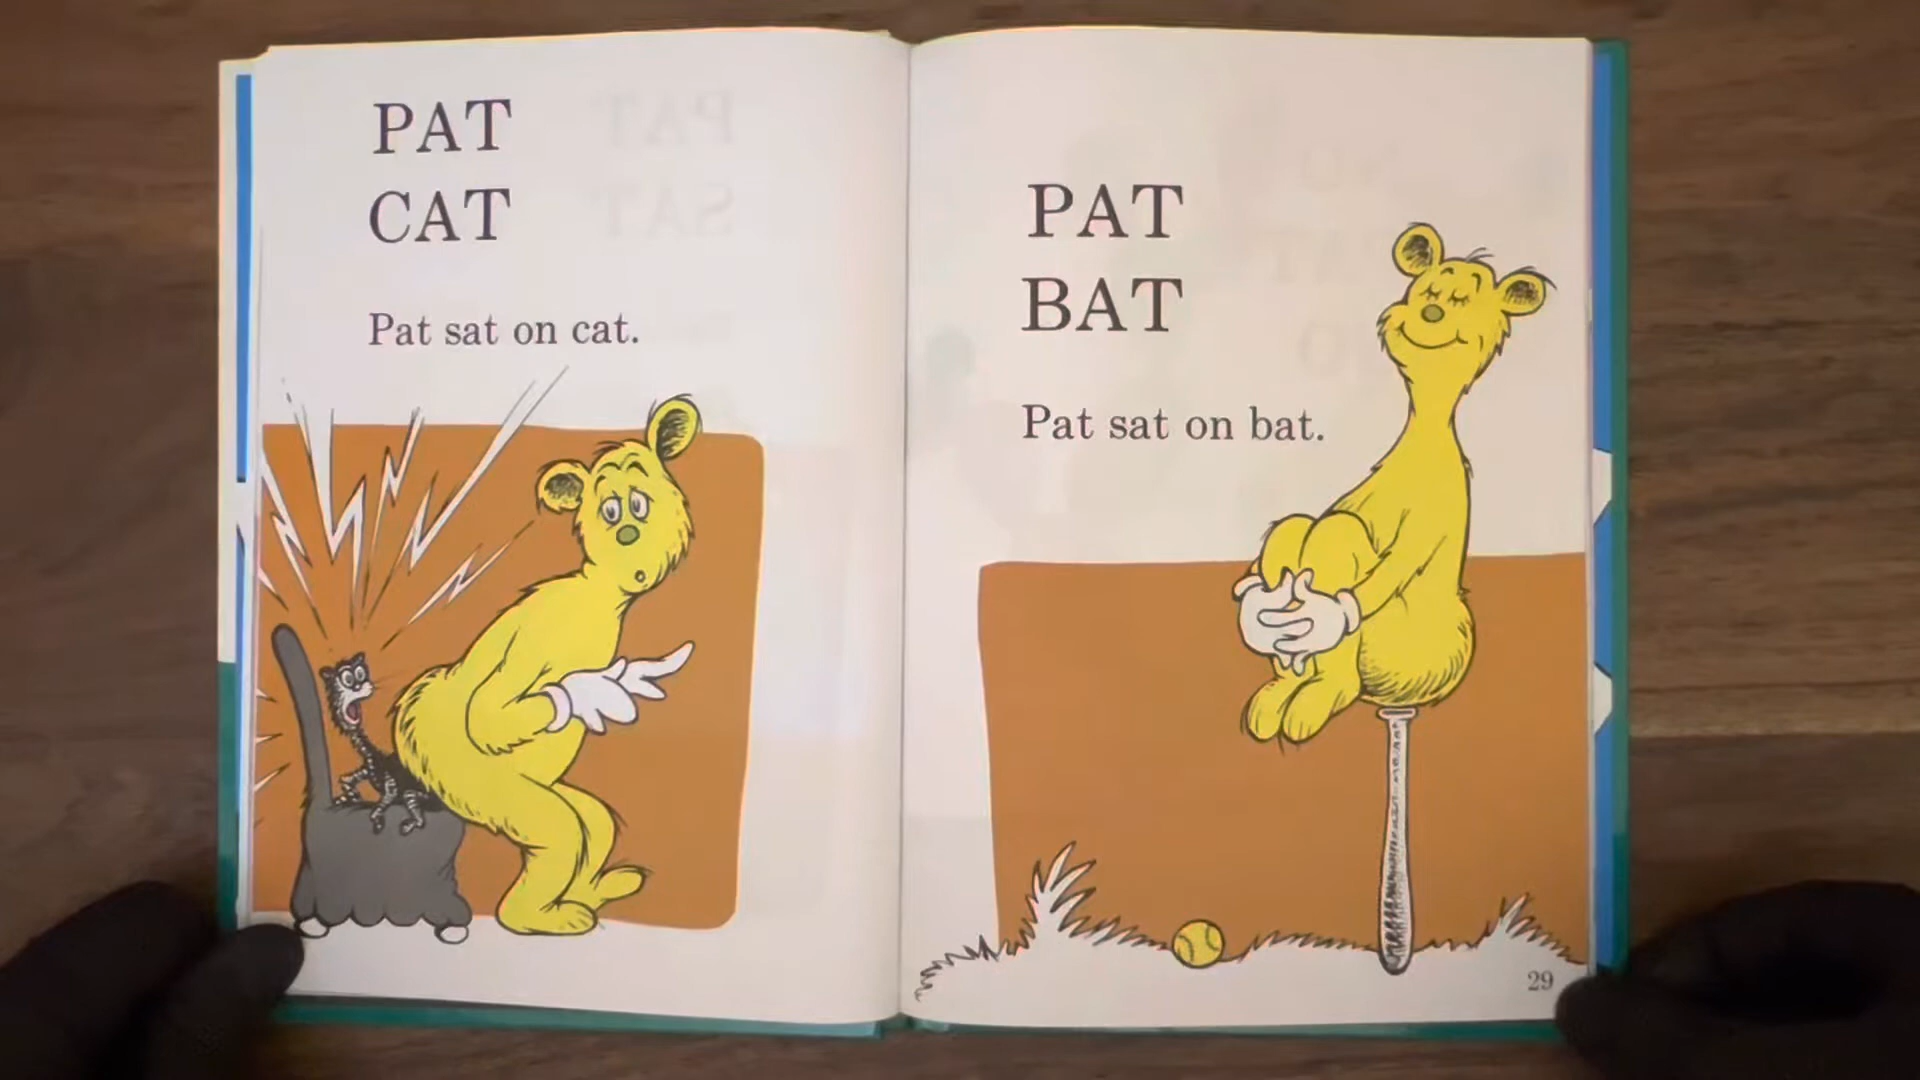 PAT
CAT
Pat sat on cat.
PAT
BAT
Pat sat on bat.
29